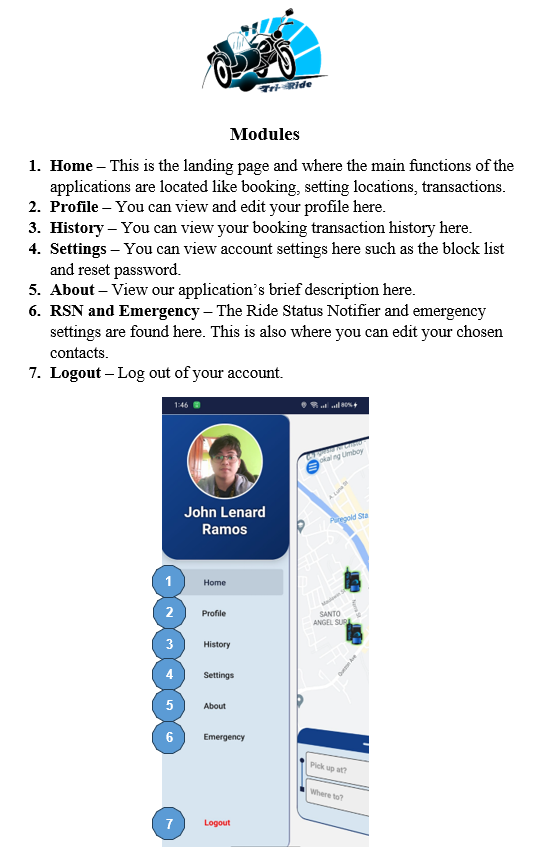 Tri-Ride
Modules
1. Home – This is the landing page and where the main functions of the
applications are located like booking, setting locations, transactions.
2. Profile – You can view and edit your profile here.
3. History – You can view your booking transaction history here.
4. Settings – You can view account settings here such as the block list
and reset password.
5. About – View our application's brief description here.
6. RSN and Emergency – The Ride Status Notifier and emergency
settings are found here. This is also where you can edit your chosen
contacts.
7. Logout – Log out of your account.
1:46
80%
John Lenard
Ramos
1 Home
2 Profile
3 History
4 Settings
5 About
6 Emergency
7 Logout
okal ng Umboy
A. Luna St
Puregold Sta
SANTO
ANGEL SUR
Quezon Ave
Pick up at?
Where to?